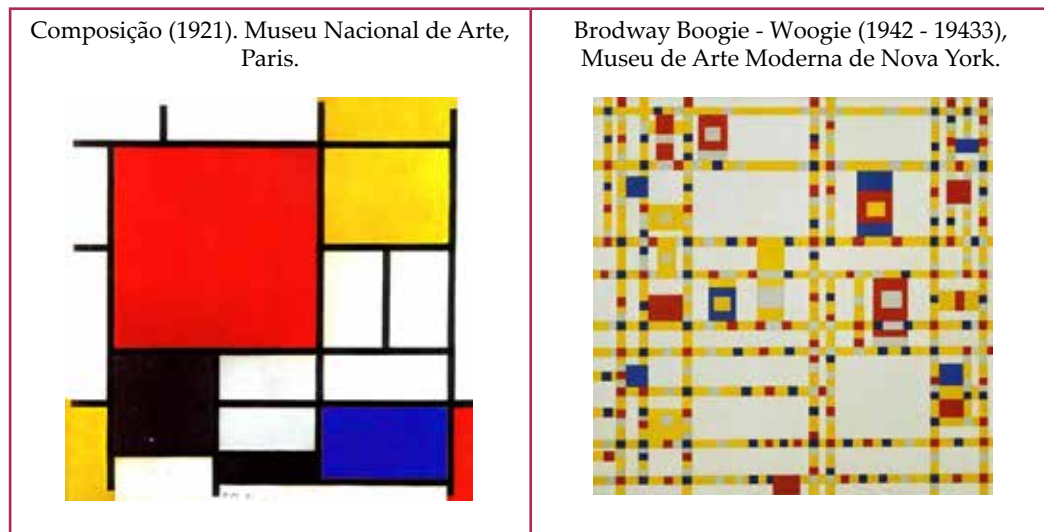 Composição (1921). Museu Nacional de Arte,
Paris.
Brodway Boogie - Woogie (1942 - 19433),
Museu de Arte Moderna de Nova York.